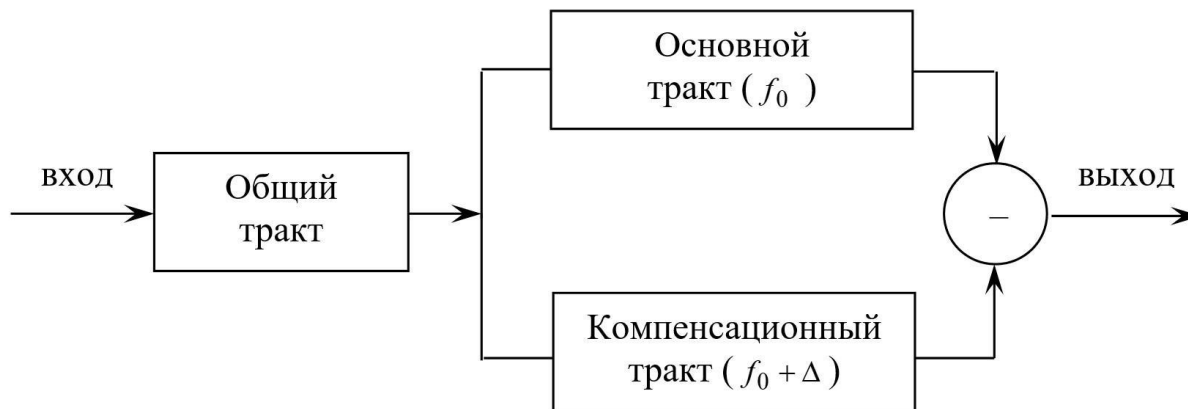 Основной
тракт ( f₀ )
вход
Общий
тракт
–
выход
Компенсационный
тракт ( f₀ + Δ )